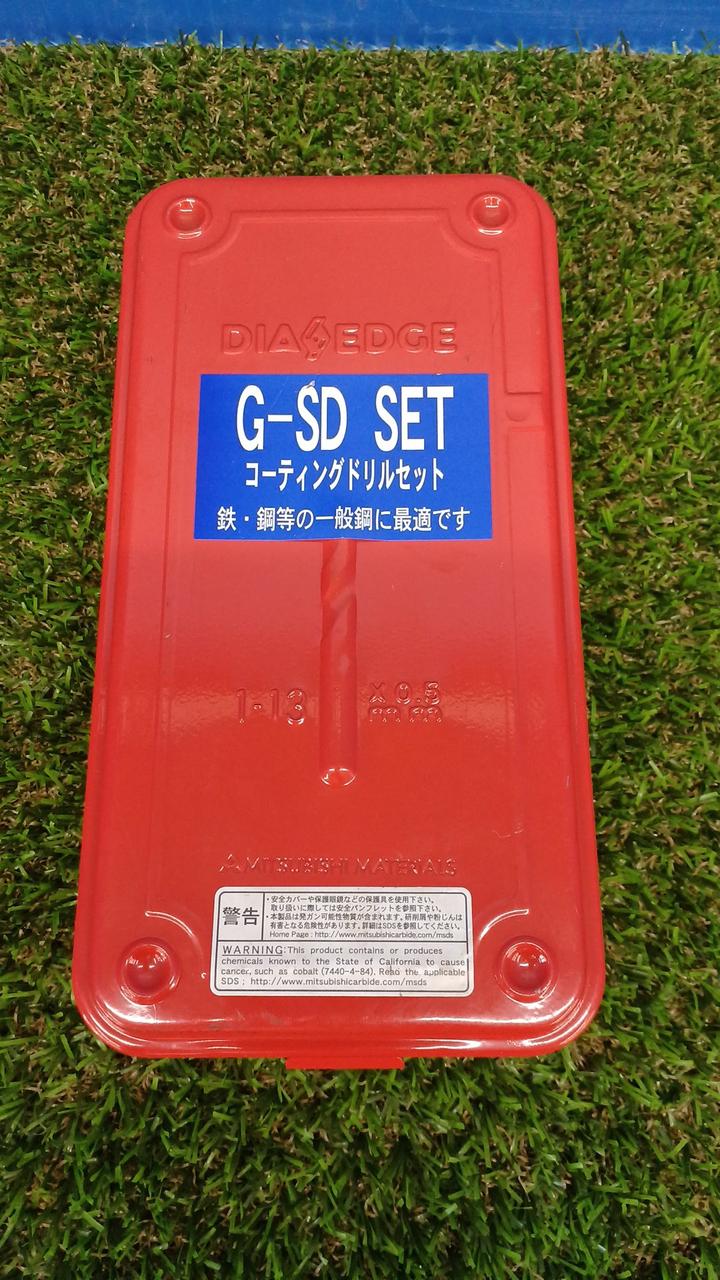 DIAEDGE
G-SD SET
コーティングドリルセット
鉄・鋼等の一般鋼に最適です
1-13 × 0.5
mm mm
MITSUBISHI MATERIALS
警告
・安全カバーや保護眼鏡などの保護具を使用下さい。
取り扱いに際しては安全パンフレットを参照下さい。
・本製品は発ガン可能性物質が含まれます。研削屑や粉じんは
有害となる危険性があります。詳細はSDSを参照してください。
Home Page : http://www.mitsubishicarbide.com/msds
WARNING:This product contains or produces
chemicals known to the State of California to cause
cancer, such as cobalt (7440-4-84). Read the applicable
SDS ; http://www.mitsubishicarbide.com/msds